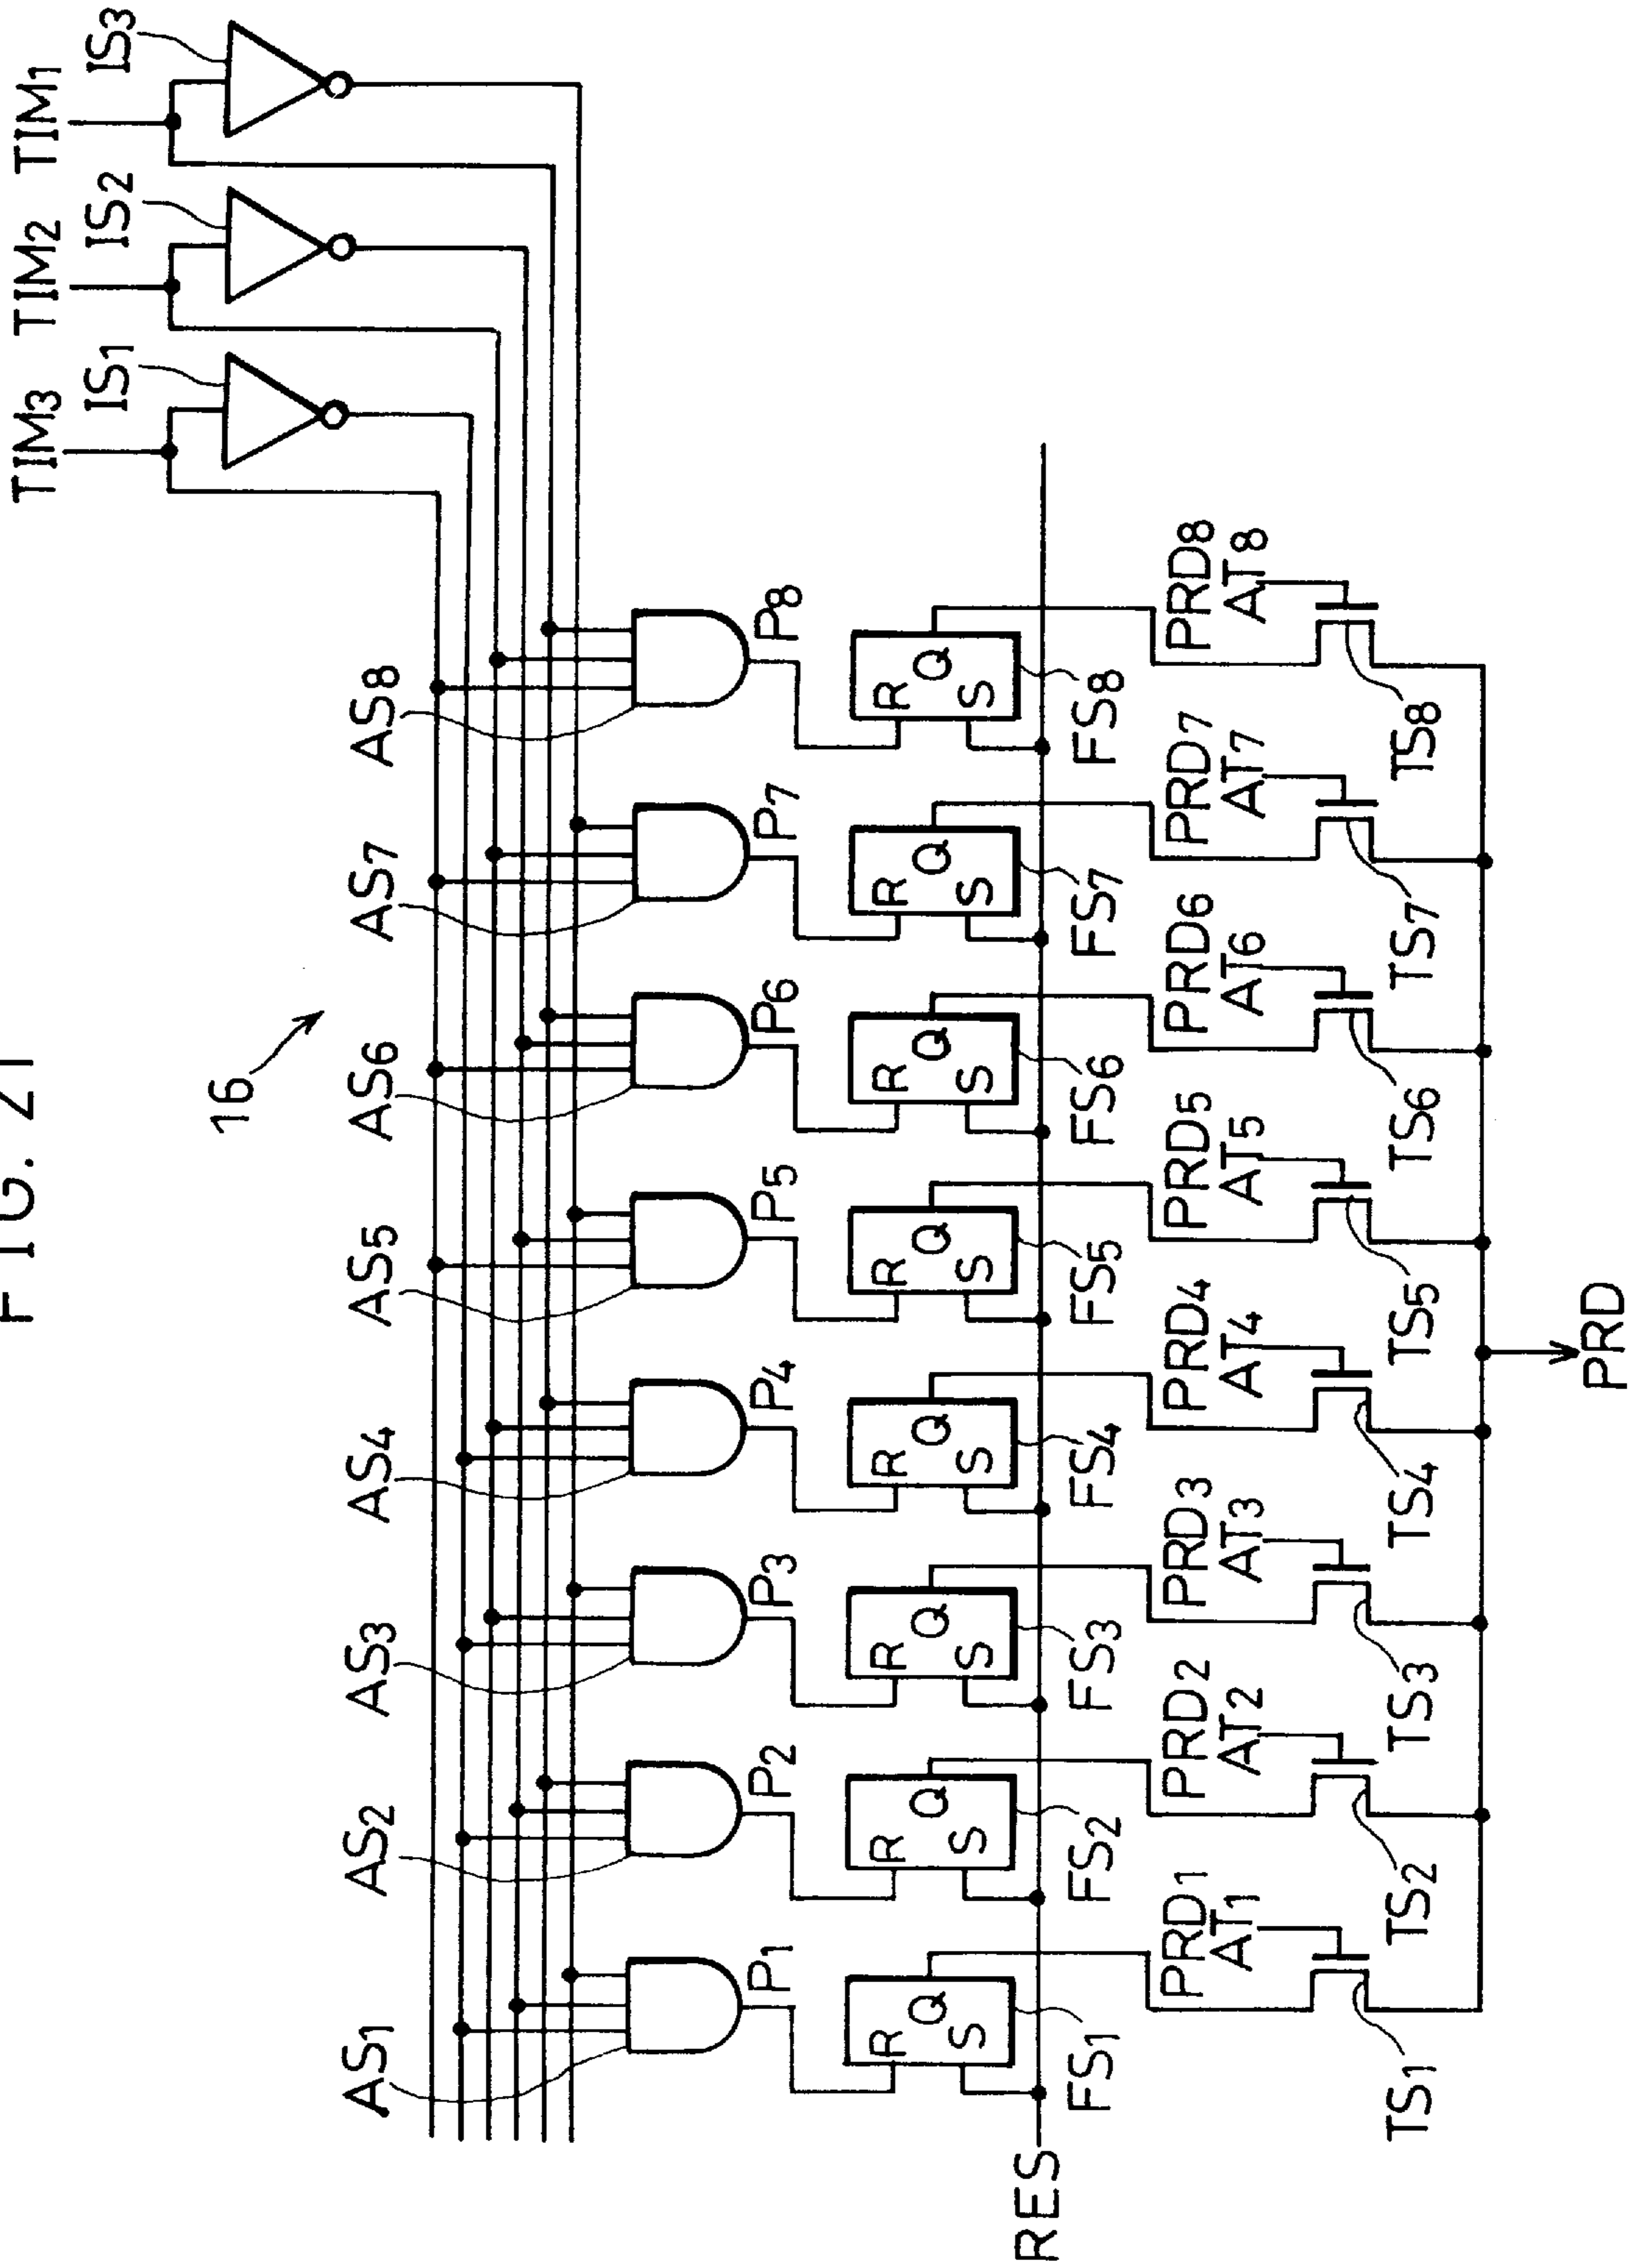 FIG. 21
16
TIM3 TIM2 TIM1
IS1 IS2 IS3
AS1 AS2 AS3 AS4 AS5 AS6 AS7 AS8
P1 P2 P3 P4 P5 P6 P7 P8
R R R R R R R R
Q Q Q Q Q Q Q Q
S S S S S S S S
RES
FS1 FS2 FS3 FS4 FS5 FS6 FS7 FS8
PRD1 PRD2 PRD3 PRD4 PRD5 PRD6 PRD7 PRD8
AT1 AT2 AT3 AT4 AT5 AT6 AT7 AT8
TS1 TS2 TS3 TS4 TS5 TS6 TS7 TS8
PRD